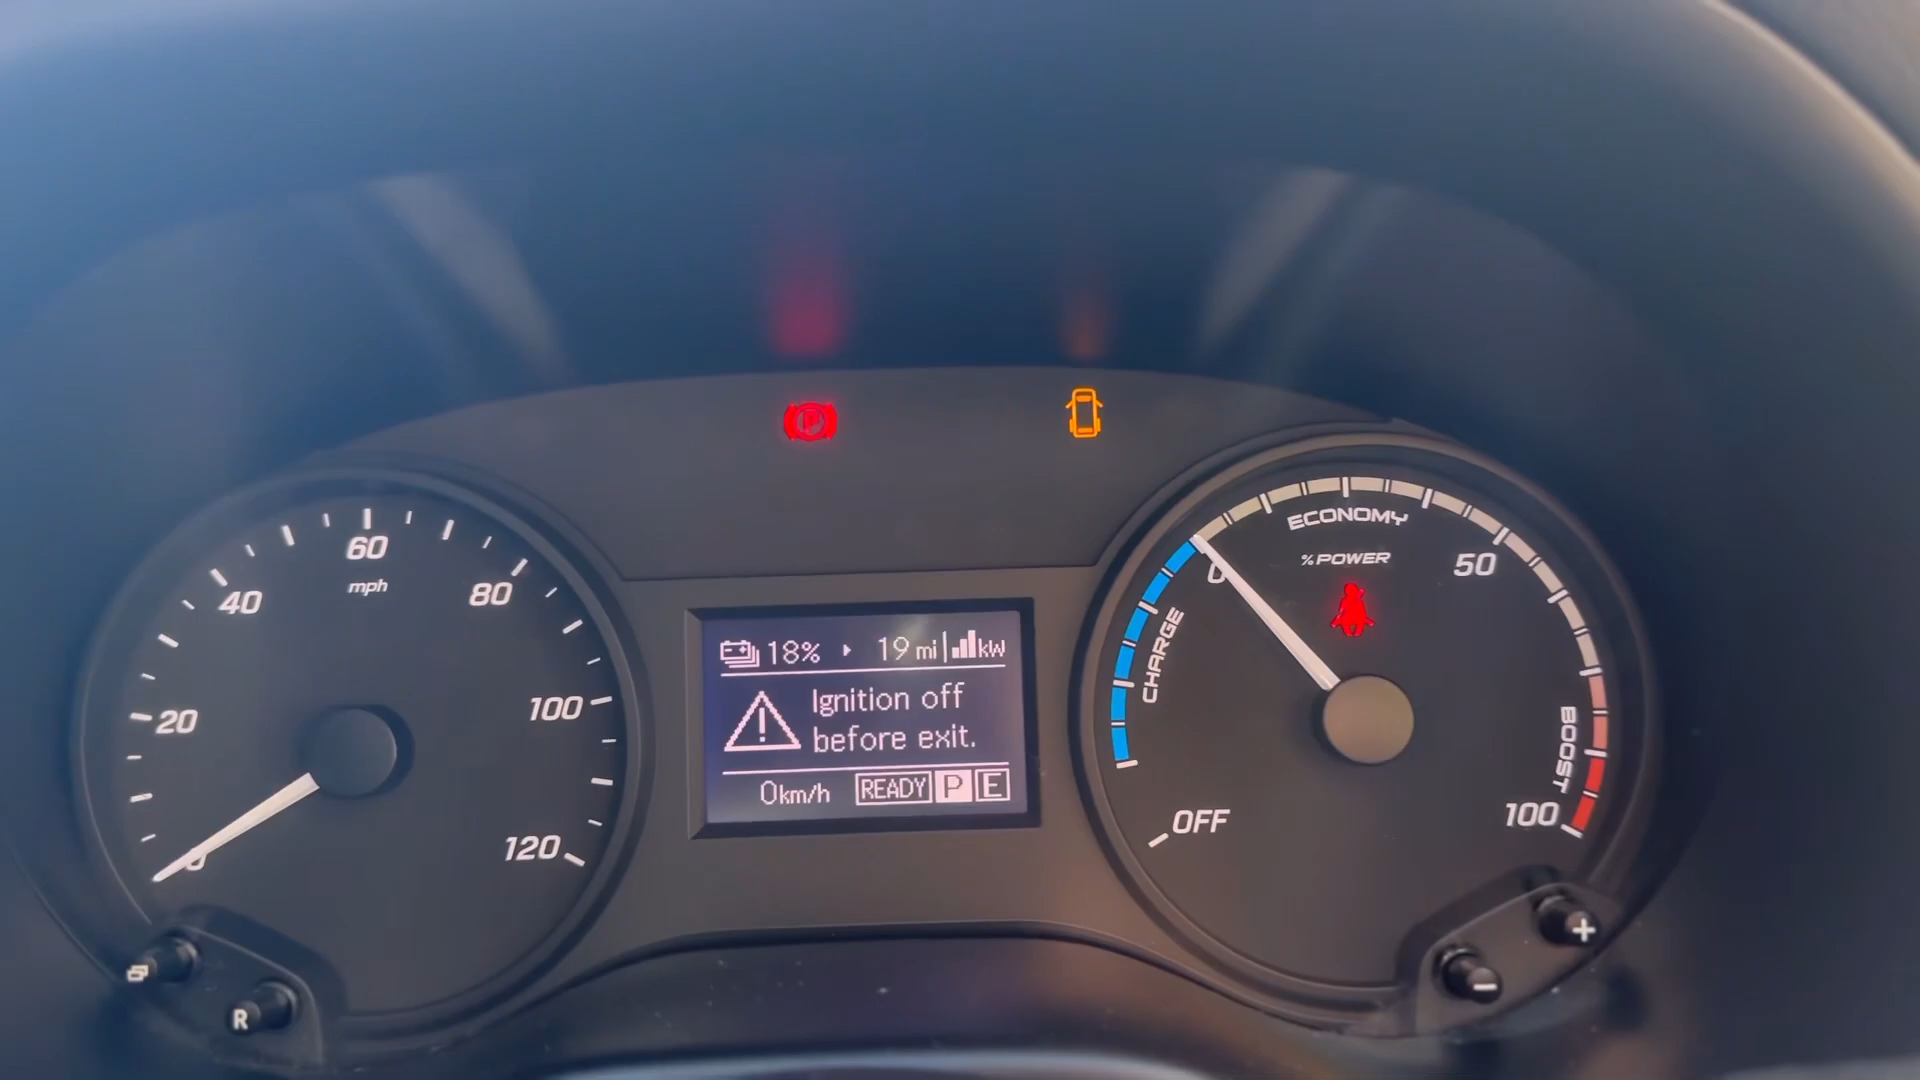 60
mph
40
80
20
100
0
120
R
18% 19 mi kW
Ignition off
before exit.
0km/h READY P E
ECONOMY
% POWER
0
50
CHARGE
BOOST
OFF
100
+
-